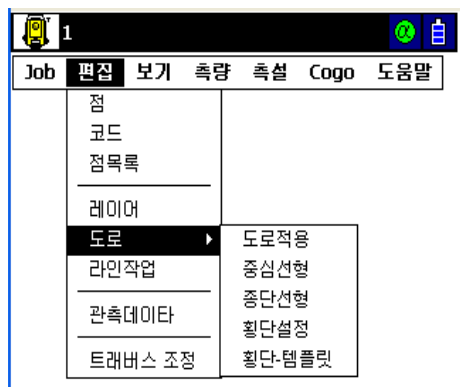 1 α
Job 편집 보기 측량 측설 Cogo 도움말
점
코드
점목록
레이어
도로
도로적용
라인작업
중심선형
종단선형
관측데이타
횡단설정
트래버스 조정
횡단-템플릿